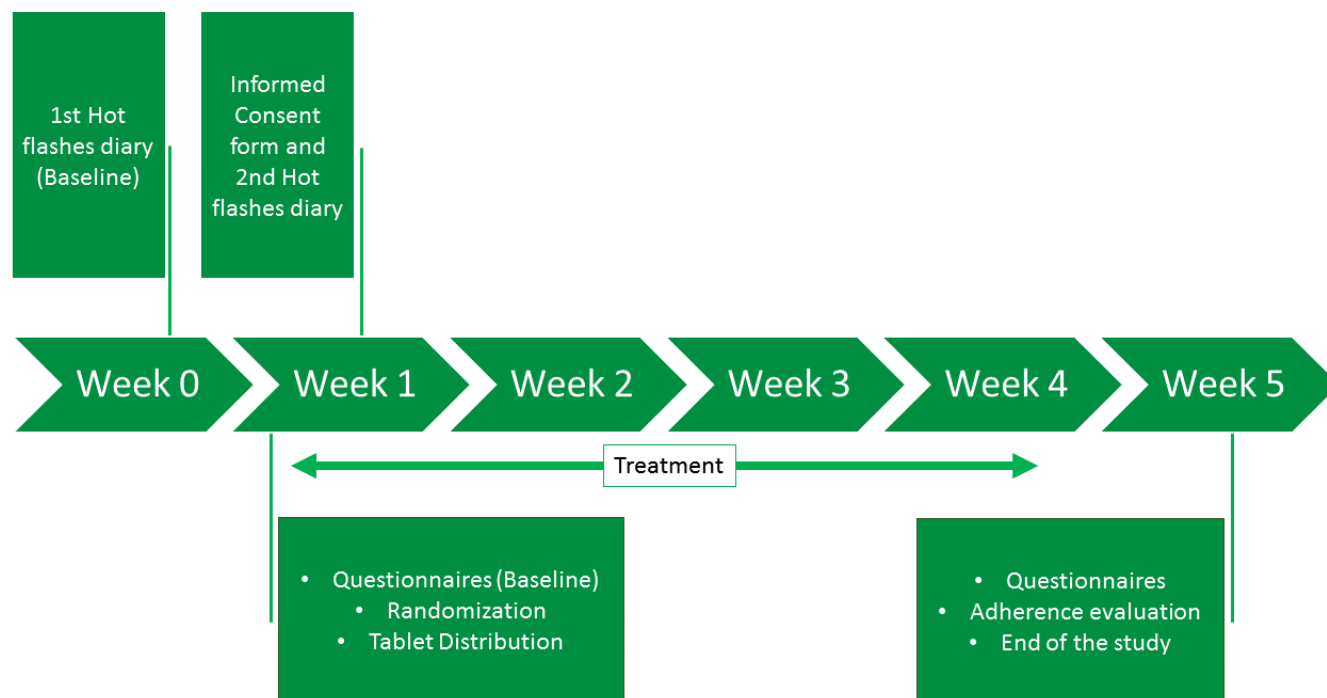 1st Hot
flashes diary
(Baseline)
Informed
Consent
form and
2nd Hot
flashes diary
Week 0
Week 1
Week 2
Week 3
Week 4
Week 5
Treatment
• Questionnaires (Baseline)
• Randomization
• Tablet Distribution
• Questionnaires
• Adherence evaluation
• End of the study